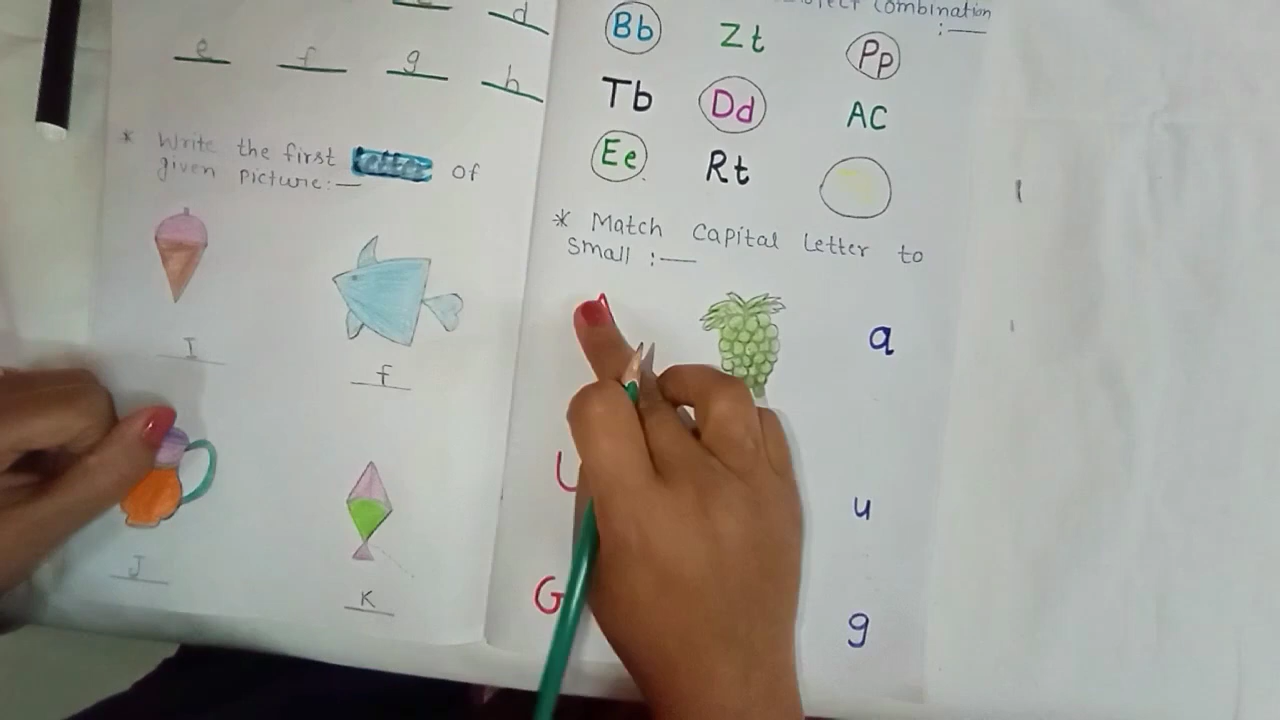 d
e f g h
* Write the first letter of
given picture:—
I
f
J
K
Combination
:—
Bb Zt Pp
Tb Dd AC
Ee Rt
* Match Capital Letter to
Small :—
a
U u
G g